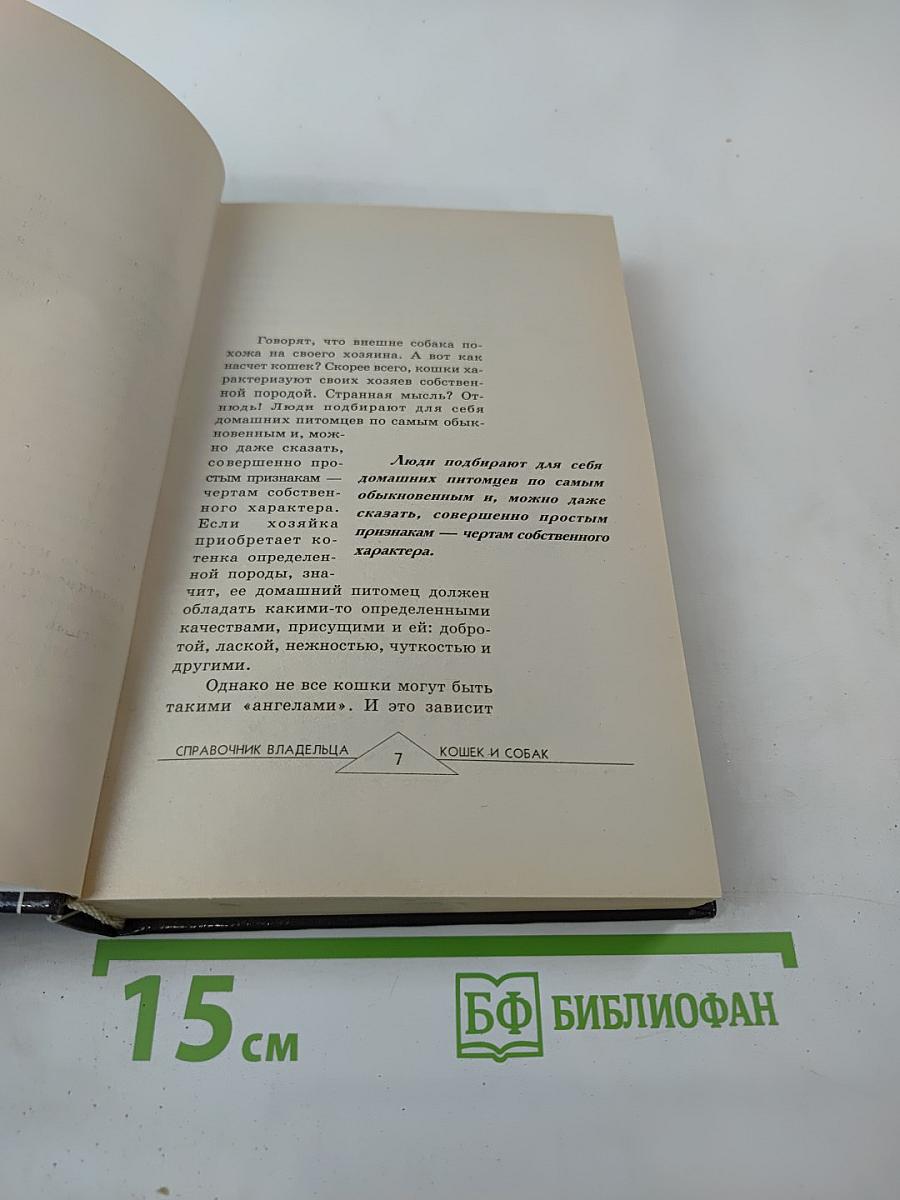 Говорят, что внешне собака по-
хожа на своего хозяина. А вот как
насчет кошек? Скорее всего, кошки ха-
рактеризуют своих хозяев собствен-
ной породой. Странная мысль? От-
нюдь! Люди подбирают для себя
домашних питомцев по самым обык-
новенным и, мож-
но даже сказать,
совершенно про-
стым признакам —
чертам собствен-
ного характера.
Если хозяйка
приобретает ко-
тенка определен-
ной породы, зна-
чит, ее домашний питомец должен
обладать какими-то определенными
качествами, присущими и ей: добро-
той, лаской, нежностью, чуткостью и
другими.
Однако не все кошки могут быть
такими «ангелами». И это зависит
Люди подбирают для себя
домашних питомцев по самым
обыкновенным и, можно даже
сказать, совершенно простым
признакам — чертам собственного
характера.
СПРАВОЧНИК ВЛАДЕЛЬЦА 7 КОШЕК И СОБАК
15 см БФ БИБЛИОФАН